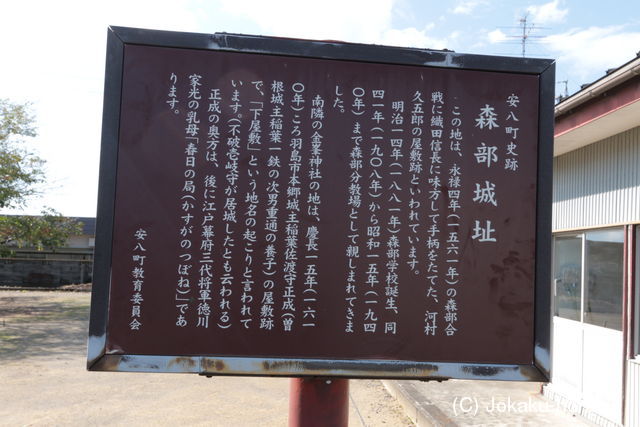 安八町史跡
森部城址
この地は、永禄四年（一五六一年）の森部合
戦に織田信長に味方して手柄をたてた、河村
久五郎の屋敷跡といわれています。
明治一四年（一八八一年）森部学校誕生、同
四一年（一九〇八年）から昭和一五年（一九四
〇年）まで森部分教場として親しまれてきま
した。
南隣の金峯神社の地は、慶長一五年（一六一
〇年）ころ羽島市本郷城主稲葉佐渡守正成（曽
根城主稲葉一鉄の次男重通の養子）の屋敷跡
で、「下屋敷」という地名の起こりと言われて
います。（不破壱岐守が居城したとも云われる）
正成の奥方は、後に江戸幕府三代将軍徳川
家光の乳母「春日の局（かすがのつぼね）」であ
ります。
安八町教育委員会
(C) Jokaku